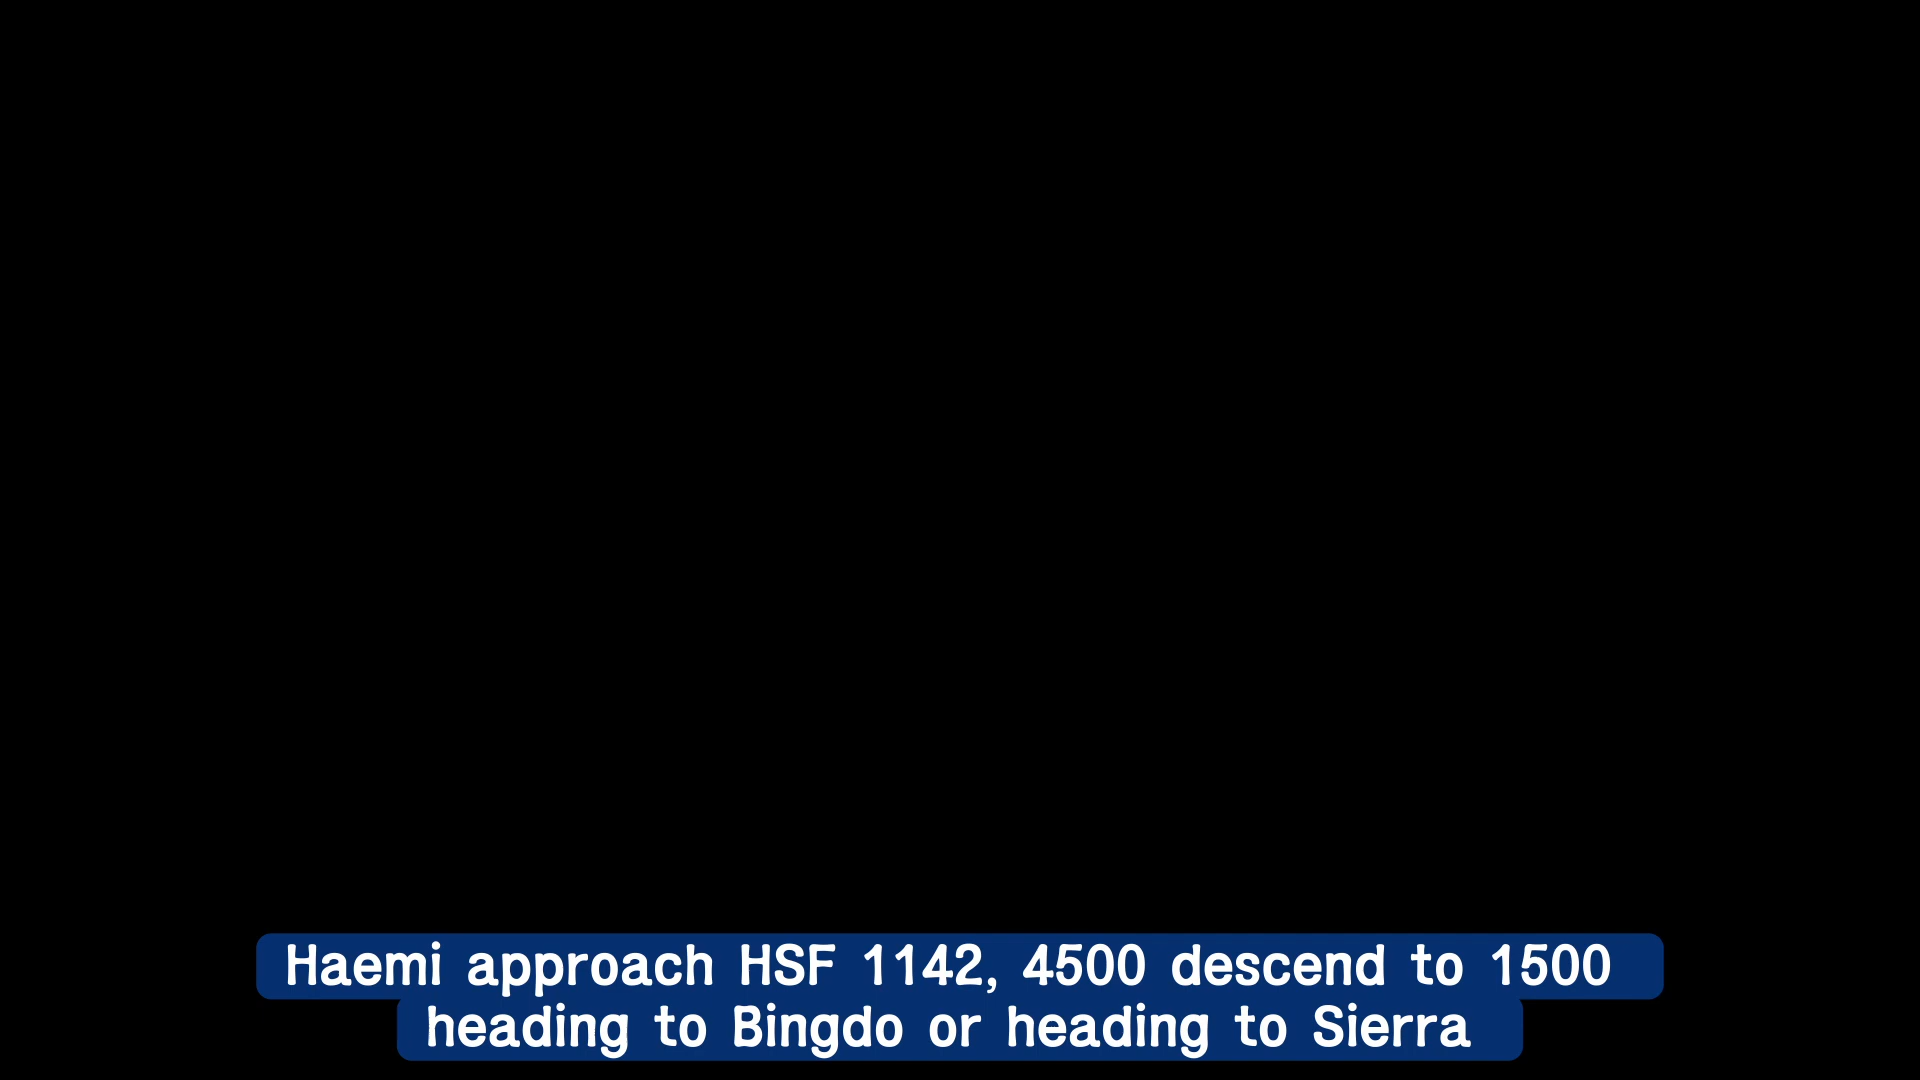 Haemi approach HSF 1142, 4500 descend to 1500
heading to Bingdo or heading to Sierra